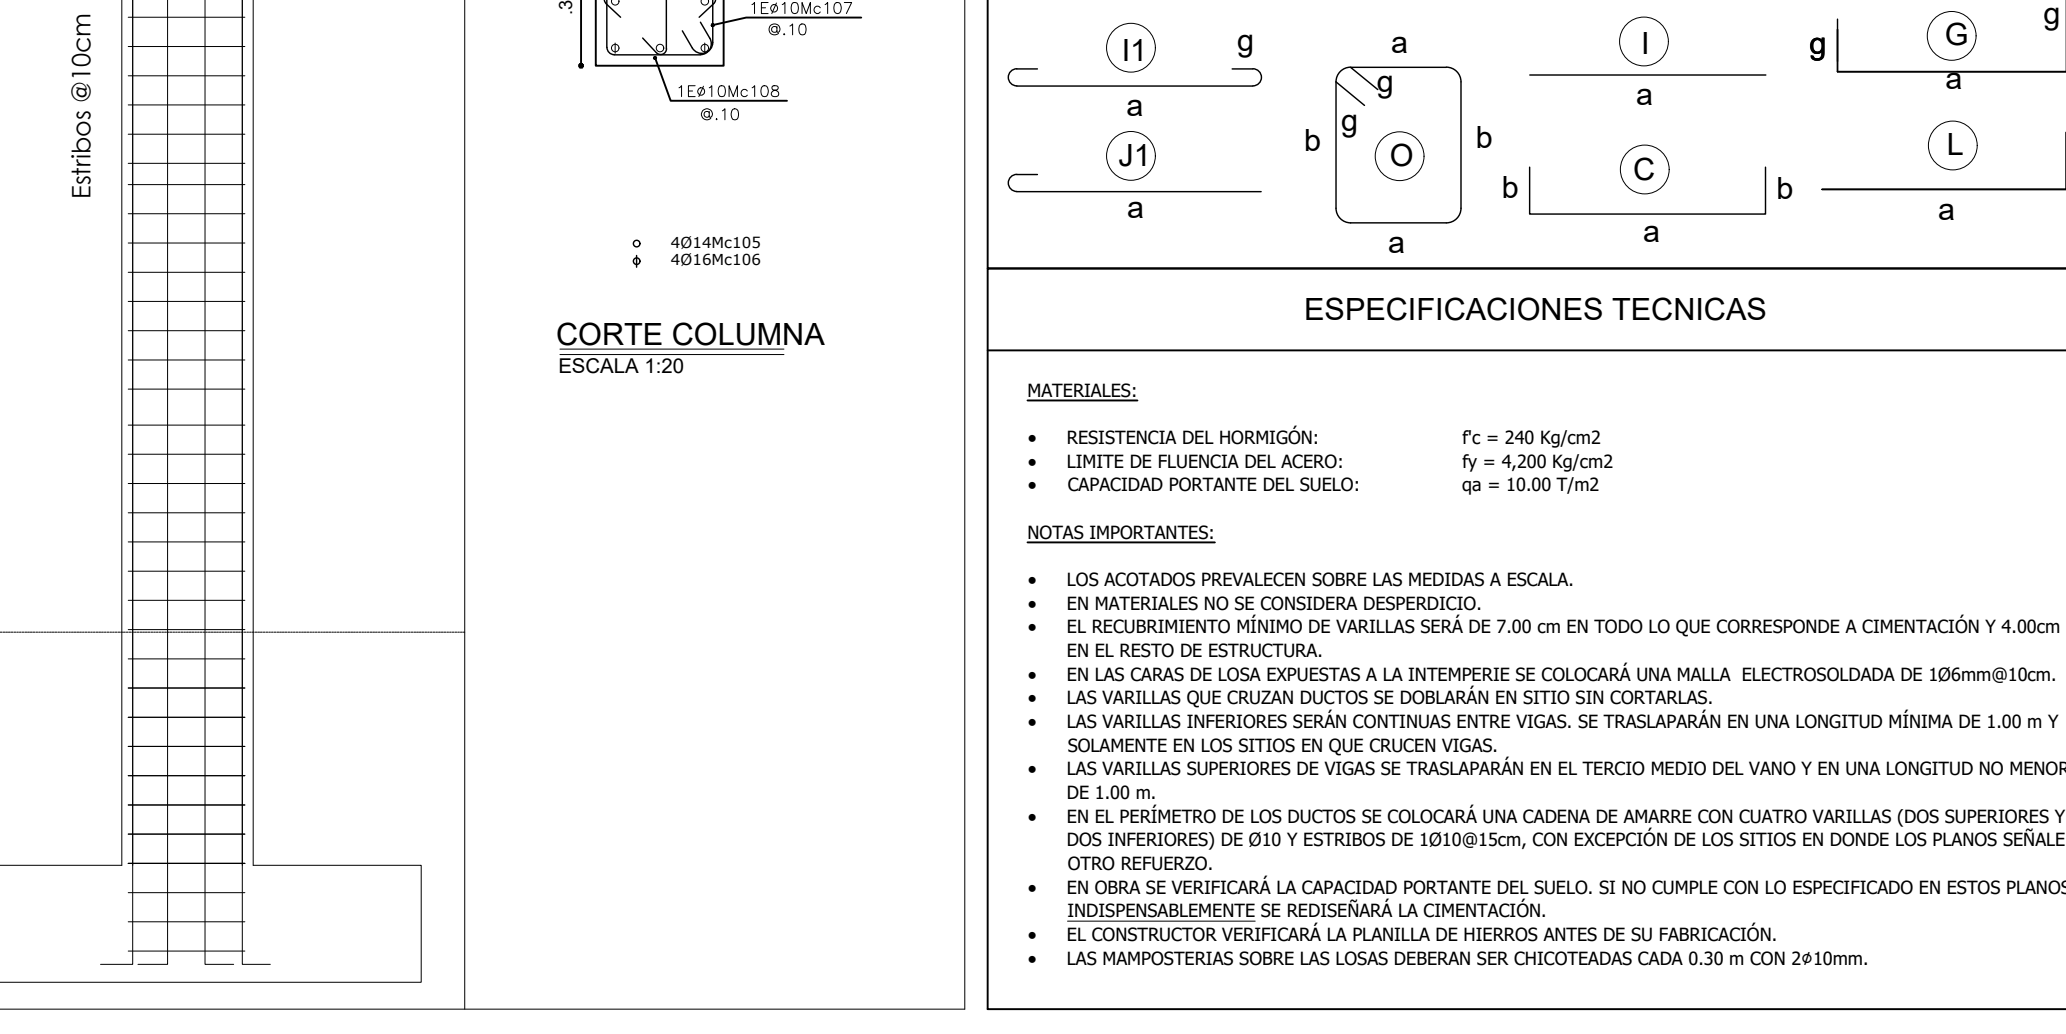 Estribos @10cm
.3
1EØ10Mc107
@.10
1EØ10Mc108
@.10
4Ø14Mc105
4Ø16Mc106
CORTE COLUMNA
ESCALA 1:20
I1
g
a
J1
a
a
g
g
b
O
b
a
I
a
C
b
b
a
g
G
g
a
L
a
ESPECIFICACIONES TECNICAS
MATERIALES:
• RESISTENCIA DEL HORMIGÓN: f'c = 240 Kg/cm2
• LIMITE DE FLUENCIA DEL ACERO: fy = 4,200 Kg/cm2
• CAPACIDAD PORTANTE DEL SUELO: qa = 10.00 T/m2
NOTAS IMPORTANTES:
• LOS ACOTADOS PREVALECEN SOBRE LAS MEDIDAS A ESCALA.
• EN MATERIALES NO SE CONSIDERA DESPERDICIO.
• EL RECUBRIMIENTO MÍNIMO DE VARILLAS SERÁ DE 7.00 cm EN TODO LO QUE CORRESPONDE A CIMENTACIÓN Y 4.00cm
EN EL RESTO DE ESTRUCTURA.
• EN LAS CARAS DE LOSA EXPUESTAS A LA INTEMPERIE SE COLOCARÁ UNA MALLA ELECTROSOLDADA DE 1Ø6mm@10cm.
• LAS VARILLAS QUE CRUZAN DUCTOS SE DOBLARÁN EN SITIO SIN CORTARLAS.
• LAS VARILLAS INFERIORES SERÁN CONTINUAS ENTRE VIGAS. SE TRASLAPARÁN EN UNA LONGITUD MÍNIMA DE 1.00 m Y
SOLAMENTE EN LOS SITIOS EN QUE CRUCEN VIGAS.
• LAS VARILLAS SUPERIORES DE VIGAS SE TRASLAPARÁN EN EL TERCIO MEDIO DEL VANO Y EN UNA LONGITUD NO MENOR
DE 1.00 m.
• EN EL PERÍMETRO DE LOS DUCTOS SE COLOCARÁ UNA CADENA DE AMARRE CON CUATRO VARILLAS (DOS SUPERIORES Y
DOS INFERIORES) DE Ø10 Y ESTRIBOS DE 1Ø10@15cm, CON EXCEPCIÓN DE LOS SITIOS EN DONDE LOS PLANOS SEÑALE
OTRO REFUERZO.
• EN OBRA SE VERIFICARÁ LA CAPACIDAD PORTANTE DEL SUELO. SI NO CUMPLE CON LO ESPECIFICADO EN ESTOS PLANOS
INDISPENSABLEMENTE SE REDISEÑARÁ LA CIMENTACIÓN.
• EL CONSTRUCTOR VERIFICARÁ LA PLANILLA DE HIERROS ANTES DE SU FABRICACIÓN.
• LAS MAMPOSTERIAS SOBRE LAS LOSAS DEBERAN SER CHICOTEADAS CADA 0.30 m CON 2Ø10mm.